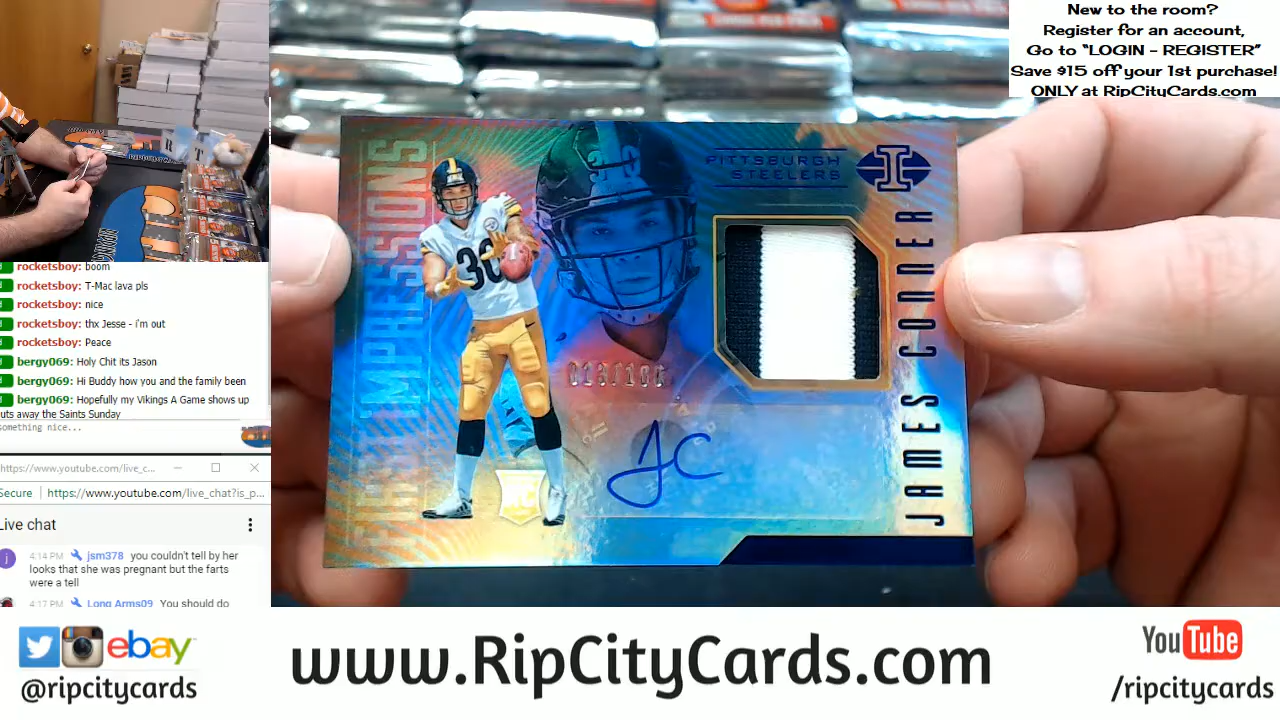 New to the room?
Register for an account,
Go to “LOGIN - REGISTER”
Save $15 off your 1st purchase!
ONLY at RipCityCards.com
rocketsboy: boom
rocketsboy: T-Mac lava pls
rocketsboy: nice
rocketsboy: thx Jesse - i'm out
rocketsboy: Peace
bergy069: Holy Chit its Jason
bergy069: Hi Buddy how you and the family been
bergy069: Hopefully my Vikings A Game shows up
uts away the Saints Sunday
something nice...
https://www.youtube.com/live_c...
Secure https://www.youtube.com/live_chat?is_p...
Live chat
j 4:14 PM jsm378 you couldn't tell by her
looks that she was pregnant but the farts
were a tell
4:17 PM Long Arms09 You should do
IMPRESSIONS
PITTSBURGH
STEELERS
I
30
JAMES CONNER
RC
JC
ebay
@ripcitycards
www.RipCityCards.com
YouTube
/ripcitycards